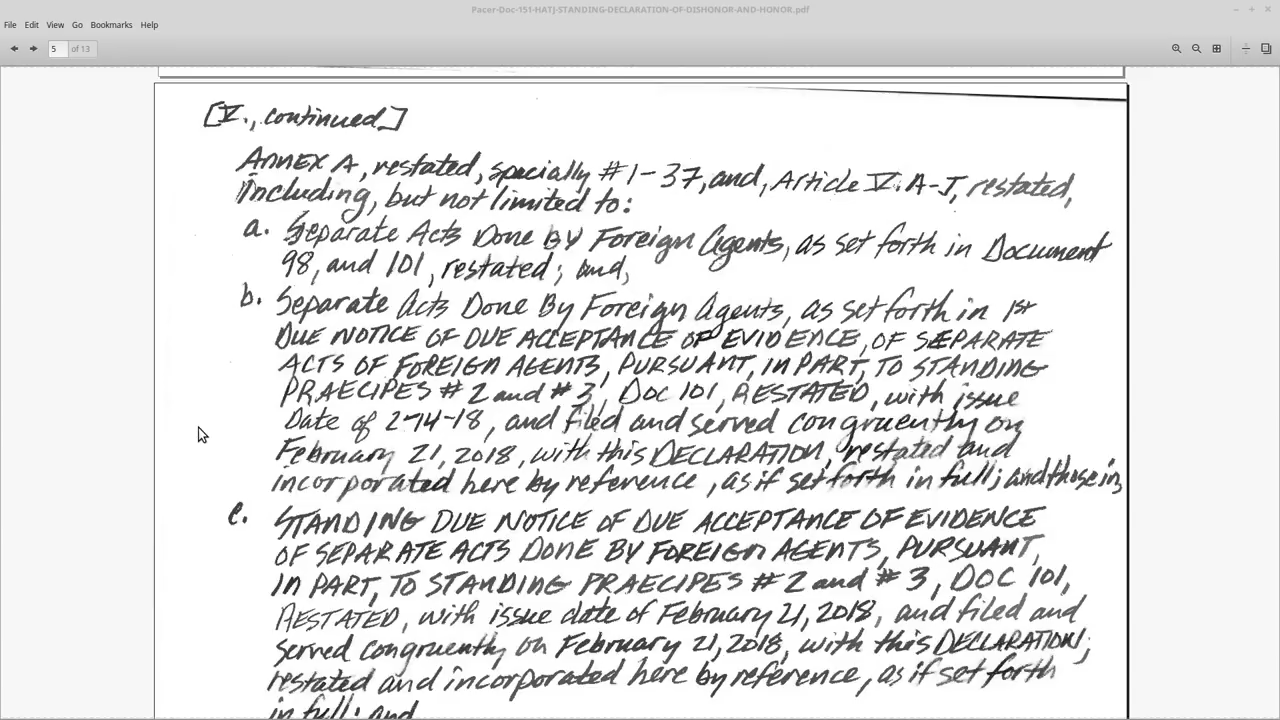 Pacer-Doc-151-HATJ-STANDING-DECLARATION-OF-DISHONOR-AND-HONOR.pdf
File Edit View Go Bookmarks Help
5 of 13
[V., continued]
ANNEX A, restated, specially #1-37, and, Article V. A-J, restated,
including, but not limited to:
a. Separate Acts Done By Foreign Agents, as set forth in Document
98, and 101, restated; and,
b. Separate Acts Done By Foreign Agents, as set forth in 1st
DUE NOTICE OF DUE ACCEPTANCE OF EVIDENCE, OF SEPARATE
ACTS OF FOREIGN AGENTS, PURSUANT, IN PART, TO STANDING
PRAECIPES #2 and #3, DOC 101, RESTATED, with issue
Date of 2-14-18, and filed and served congruently on
February 21, 2018, with this DECLARATION, restated and
incorporated here by reference, as if set forth in full; and those in,
c. STANDING DUE NOTICE OF DUE ACCEPTANCE OF EVIDENCE
OF SEPARATE ACTS DONE BY FOREIGN AGENTS, PURSUANT,
IN PART, TO STANDING PRAECIPES #2 and #3, DOC 101,
RESTATED, with issue date of February 21, 2018, and filed and
served congruently on February 21, 2018, with this DECLARATION;
restated and incorporated here by reference, as if set forth
in full; and